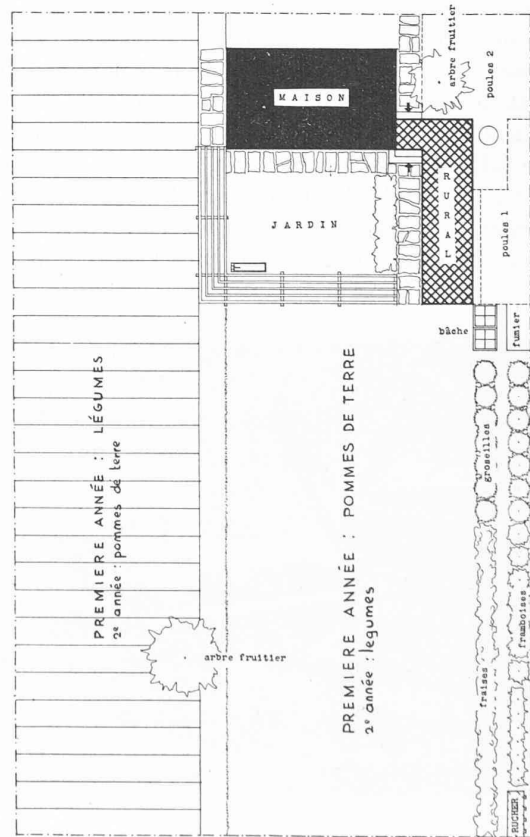 arbre fruitier
MAISON
poules 2
RURAL
JARDIN
poules 1
bâche
fumier
PREMIERE ANNÉE : LÉGUMES
2e année : pommes de terre
PREMIERE ANNÉE : POMMES DE TERRE
2e année : légumes
groseilles
arbre fruitier
fraises
framboises
RUCHER